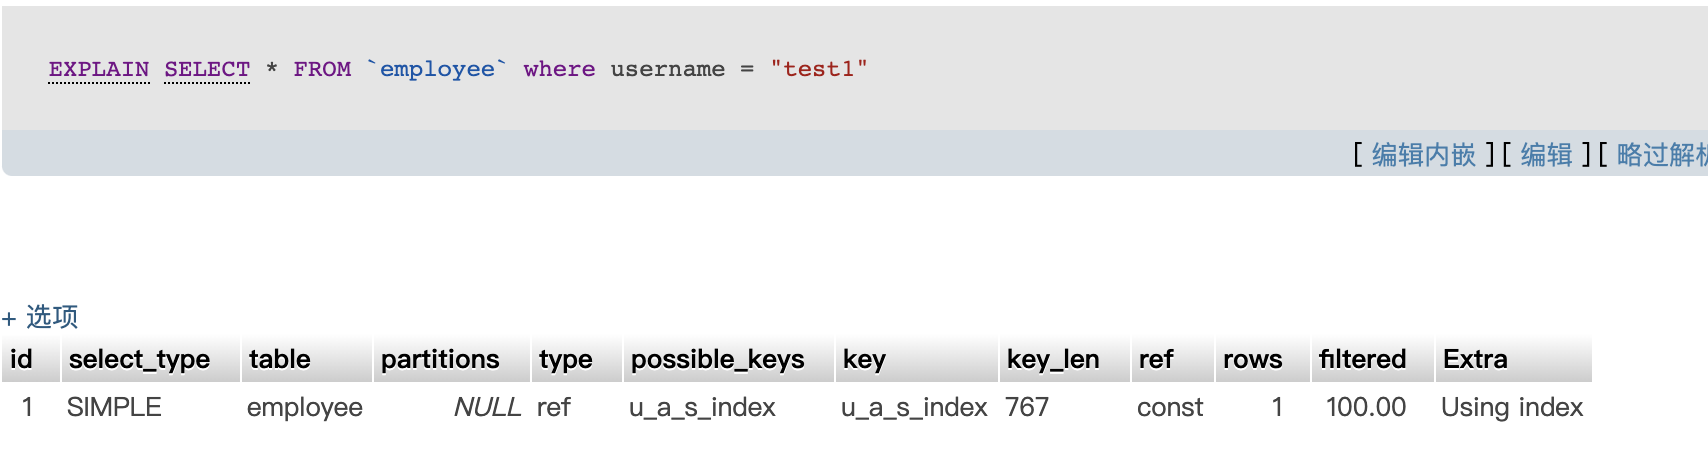 EXPLAIN SELECT * FROM `employee` where username = "test1"
[ 编辑内嵌 ] [ 编辑 ] [ 略过解析
+ 选项
id select_type table partitions type possible_keys key key_len ref rows filtered Extra
1 SIMPLE employee NULL ref u_a_s_index u_a_s_index 767 const 1 100.00 Using index